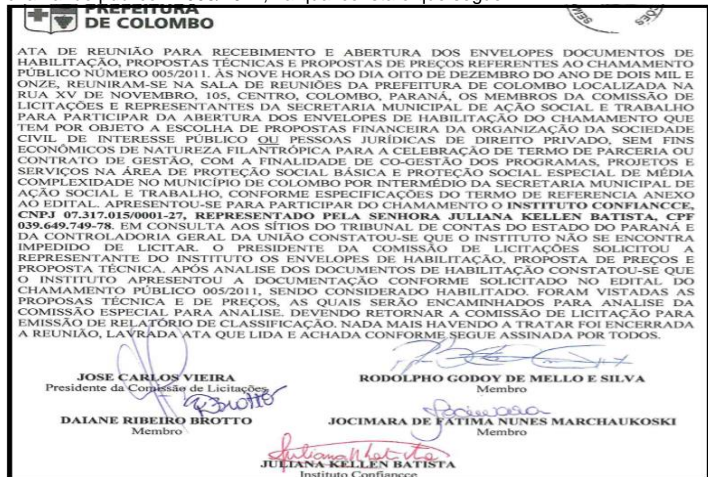 PREFEITURA
DE COLOMBO
ATA DE REUNIÃO PARA RECEBIMENTO E ABERTURA DOS ENVELOPES DOCUMENTOS DE
HABILITAÇÃO, PROPOSTAS TÉCNICAS E PROPOSTAS DE PREÇOS REFERENTES AO CHAMAMENTO
PÚBLICO NÚMERO 005/2011. ÀS NOVE HORAS DO DIA OITO DE DEZEMBRO DO ANO DE DOIS MIL E
ONZE, REUNIRAM-SE NA SALA DE REUNIÕES DA PREFEITURA DE COLOMBO LOCALIZADA NA
RUA XV DE NOVEMBRO, 105, CENTRO, COLOMBO, PARANÁ, OS MEMBROS DA COMISSÃO DE
LICITAÇÕES E REPRESENTANTES DA SECRETARIA MUNICIPAL DE AÇÃO SOCIAL E TRABALHO
PARA PARTICIPAR DA ABERTURA DOS ENVELOPES DE HABILITAÇÃO DO CHAMAMENTO QUE
TEM POR OBJETO A ESCOLHA DE PROPOSTAS FINANCEIRA DA ORGANIZAÇÃO DA SOCIEDADE
CIVIL DE INTERESSE PÚBLICO OU PESSOAS JURÍDICAS DE DIREITO PRIVADO, SEM FINS
ECONÔMICOS DE NATUREZA FILANTRÓPICA PARA A CELEBRAÇÃO DE TERMO DE PARCERIA OU
CONTRATO DE GESTÃO, COM A FINALIDADE DE CO-GESTÃO DOS PROGRAMAS, PROJETOS E
SERVIÇOS NA ÁREA DE PROTEÇÃO SOCIAL BÁSICA E PROTEÇÃO SOCIAL ESPECIAL DE MÉDIA
COMPLEXIDADE NO MUNICÍPIO DE COLOMBO POR INTERMÉDIO DA SECRETARIA MUNICIPAL DE
AÇÃO SOCIAL E TRABALHO, CONFORME ESPECIFICAÇÕES DO TERMO DE REFERENCIA ANEXO
AO EDITAL. APRESENTOU-SE PARA PARTICIPAR DO CHAMAMENTO O INSTITUTO CONFIANCCE,
CNPJ 07.317.015/0001-27, REPRESENTADO PELA SENHORA JULIANA KELLEN BATISTA, CPF
039.649.749-78. EM CONSULTA AOS SÍTIOS DO TRIBUNAL DE CONTAS DO ESTADO DO PARANÁ E
DA CONTROLADORIA GERAL DA UNIÃO CONSTATOU-SE QUE O INSTITUTO NÃO SE ENCONTRA
IMPEDIDO DE LICITAR. O PRESIDENTE DA COMISSÃO DE LICITAÇÕES SOLICITOU A
REPRESENTANTE DO INSTITUTO OS ENVELOPES DE HABILITAÇÃO, PROPOSTA DE PREÇOS E
PROPOSTA TÉCNICA. APÓS ANALISE DOS DOCUMENTOS DE HABILITAÇÃO CONSTATOU-SE QUE
O INSTITUTO APRESENTOU A DOCUMENTAÇÃO CONFORME SOLICITADO NO EDITAL DO
CHAMAMENTO PÚBLICO 005/2011, SENDO CONSIDERADO HABILITADO. FORAM VISTADAS AS
PROPOSAS TÉCNICA E DE PREÇOS, AS QUAIS SERÃO ENCAMINHADOS PARA ANALISE DA
COMISSÃO ESPECIAL PARA ANALISE. DEVENDO RETORNAR A COMISSÃO DE LICITAÇÃO PARA
EMISSÃO DE RELATÓRIO DE CLASSIFICAÇÃO. NADA MAIS HAVENDO A TRATAR FOI ENCERRADA
A REUNIÃO, LAVRADA ATA QUE LIDA E ACHADA CONFORME SEGUE ASSINADA POR TODOS.
JOSE CARLOS VIEIRA RODOLPHO GODOY DE MELLO E SILVA
Presidente da Comissão de Licitações Membro
Brotto Jocimara
DAIANE RIBEIRO BROTTO JOCIMARA DE FATIMA NUNES MARCHAUKOSKI
Membro Membro
Juliana K Batista
JULIANA KELLEN BATISTA
Instituto Confiancce